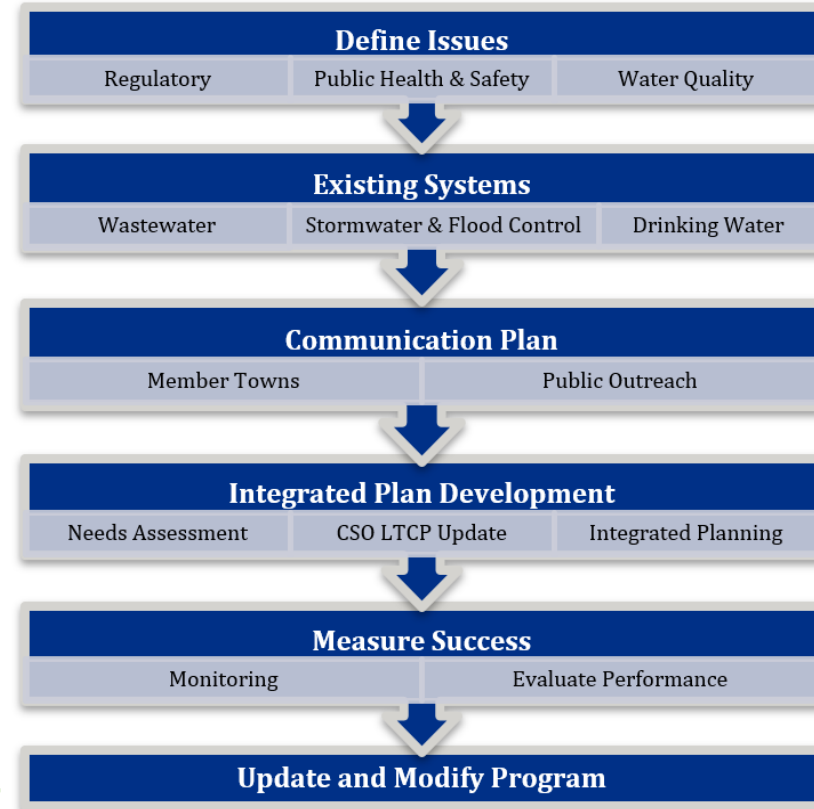 Define Issues
Regulatory Public Health & Safety Water Quality
Existing Systems
Wastewater Stormwater & Flood Control Drinking Water
Communication Plan
Member Towns Public Outreach
Integrated Plan Development
Needs Assessment CSO LTCP Update Integrated Planning
Measure Success
Monitoring Evaluate Performance
Update and Modify Program